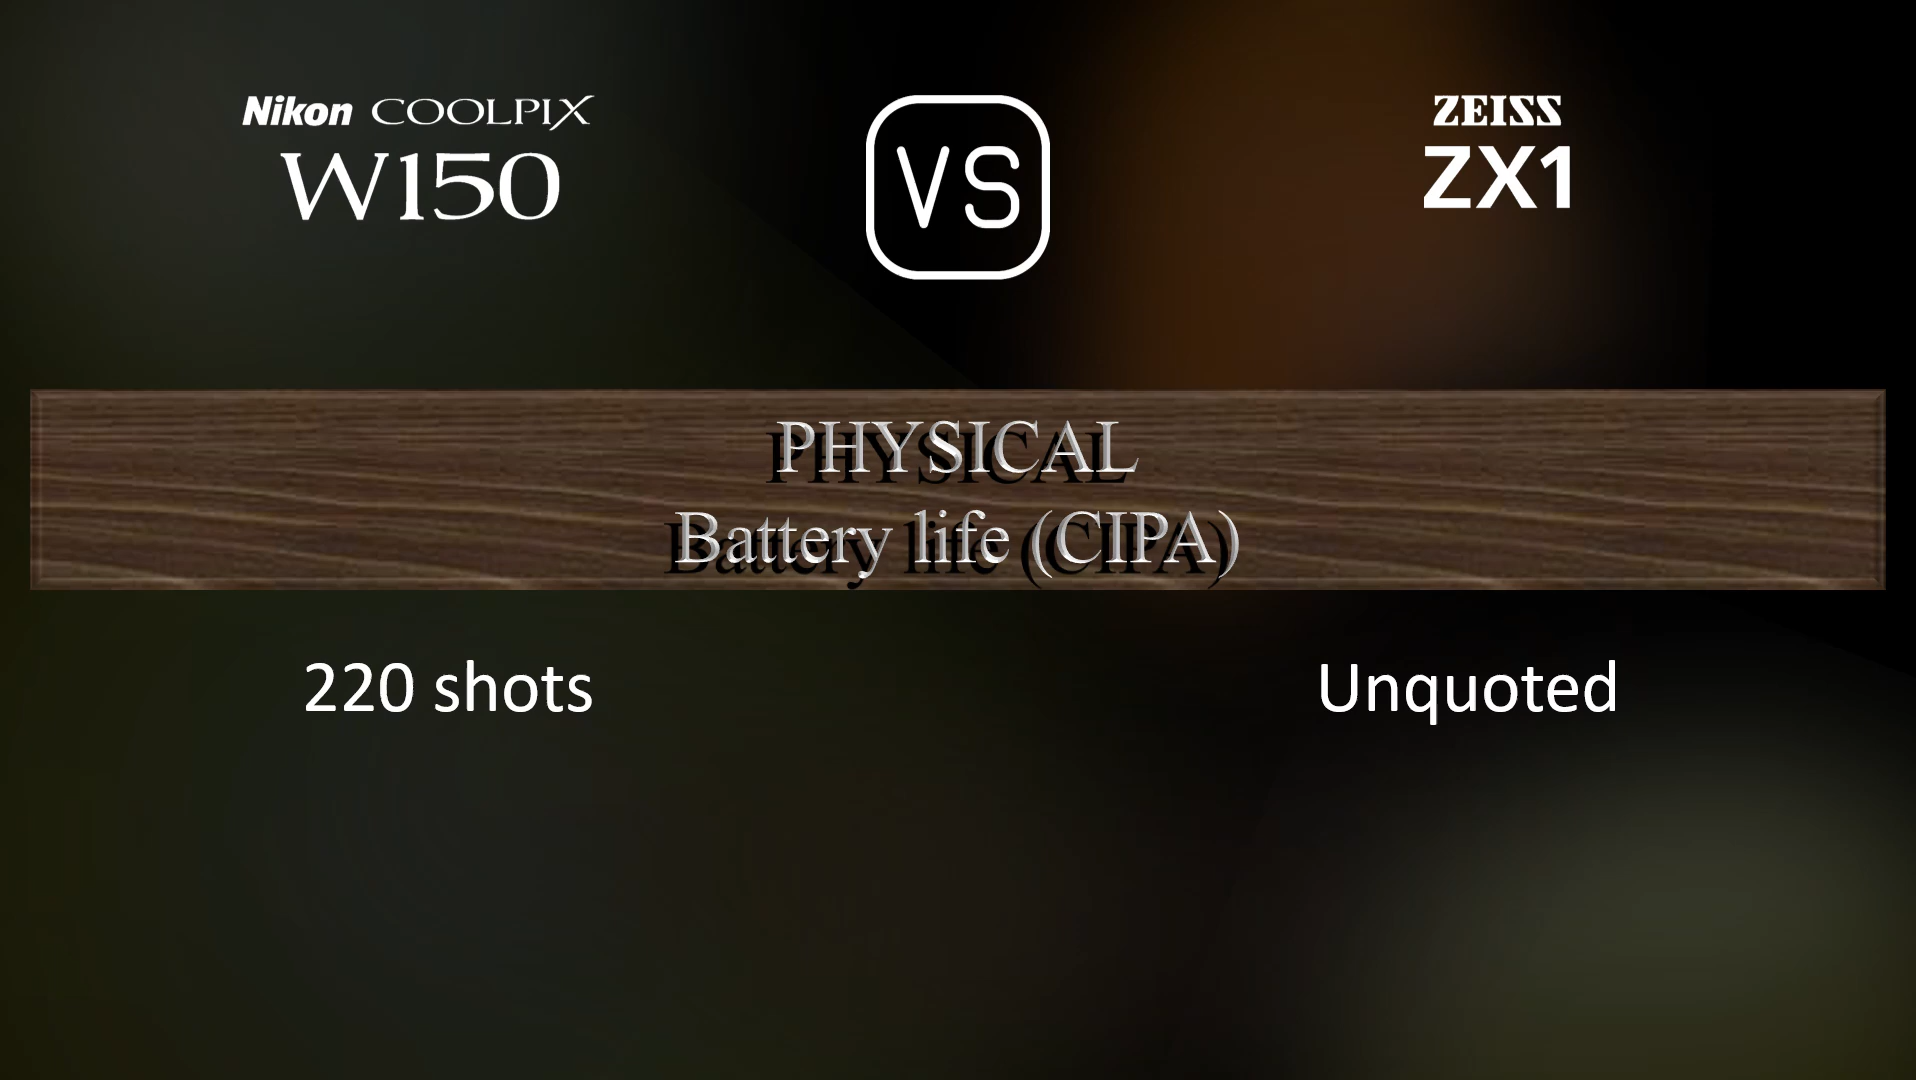 Nikon COOLPIX
W150
VS
ZEISS
ZX1
PHYSICAL
Battery life (CIPA)
220 shots
Unquoted